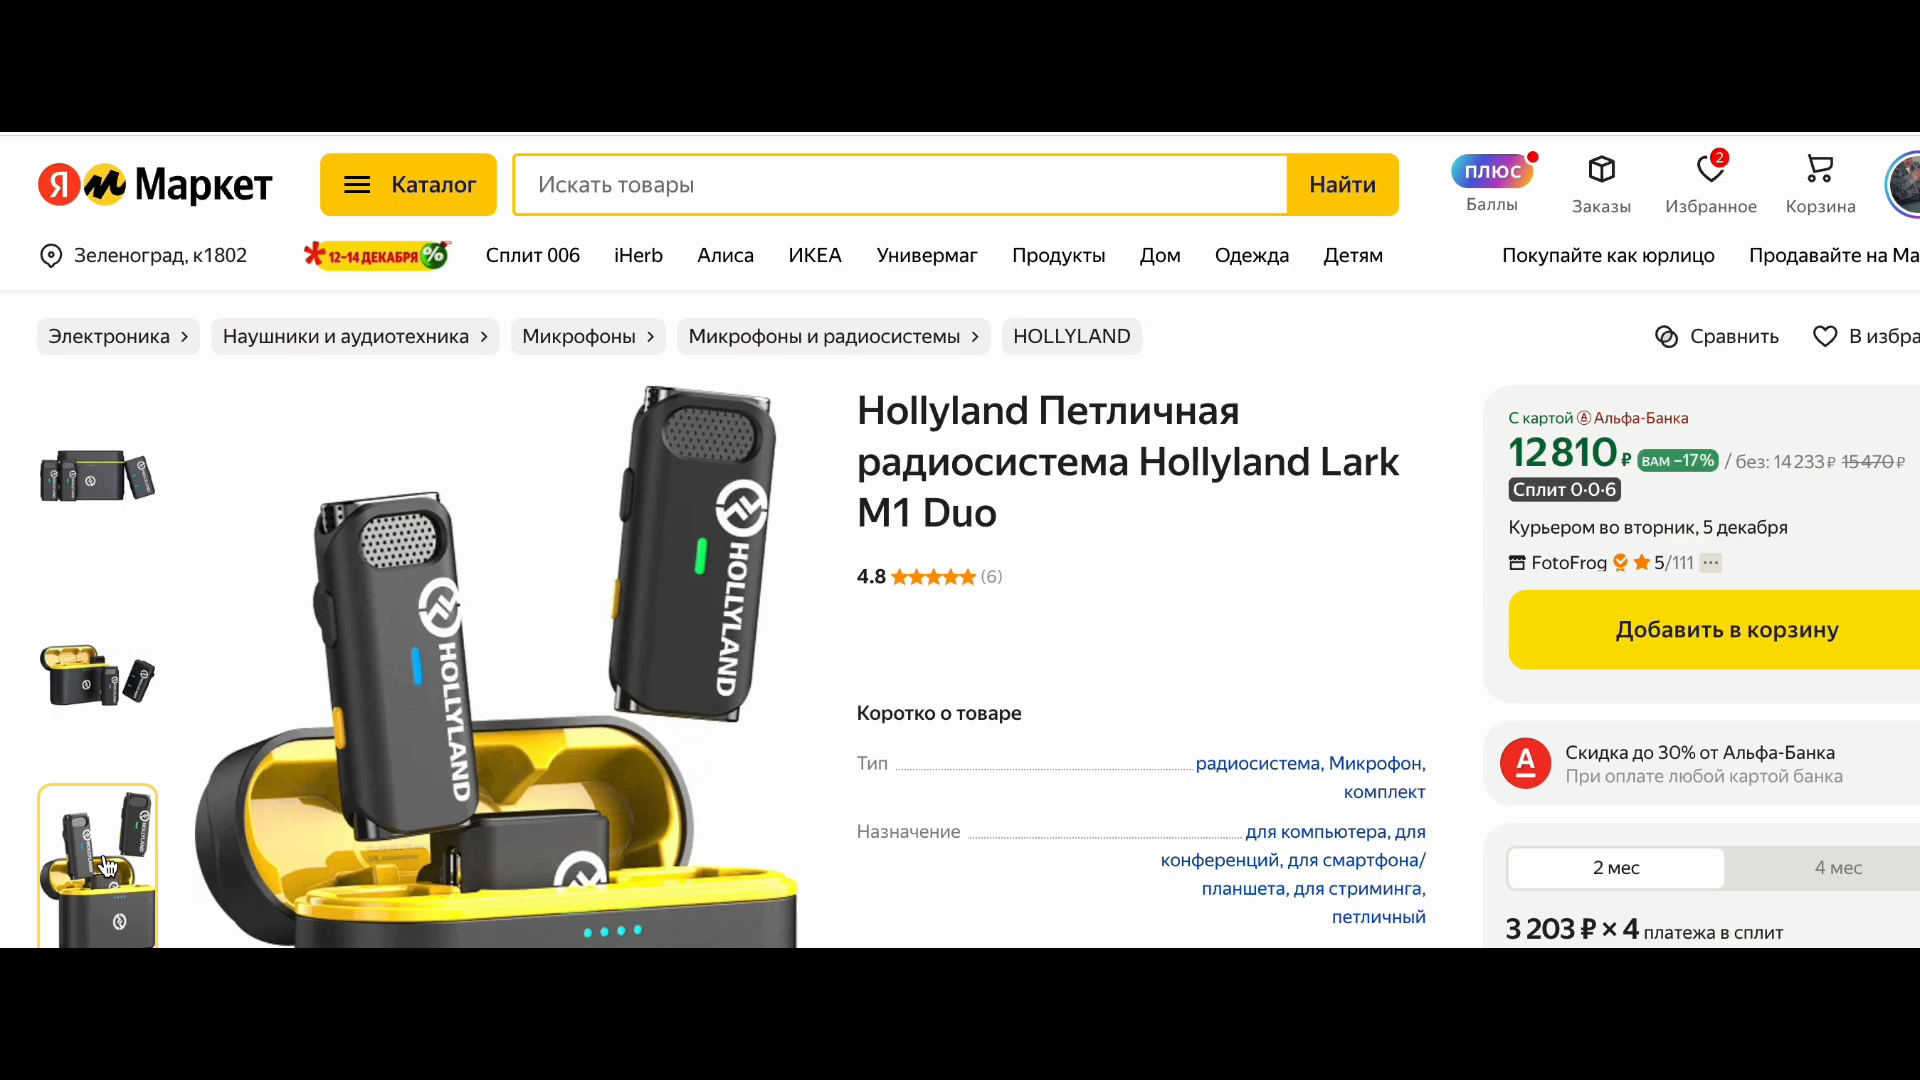 Я Маркет
Каталог
Искать товары
Найти
ПЛЮС
Баллы
Заказы
2
Избранное
Корзина
Зеленоград, к1802
12-14 ДЕКАБРЯ %
Сплит 006
iHerb
Алиса
ИКЕА
Универмаг
Продукты
Дом
Одежда
Детям
Покупайте как юрлицо
Продавайте на Ма
Электроника
Наушники и аудиотехника
Микрофоны
Микрофоны и радиосистемы
HOLLYLAND
Сравнить
В избра
HOLLYLAND
HOLLYLAND
Hollyland Петличная
радиосистема Hollyland Lark
M1 Duo
4.8 (6)
Коротко о товаре
Тип радиосистема, Микрофон,
комплект
Назначение для компьютера, для
конференций, для смартфона/
планшета, для стриминга,
петличный
С картой Альфа-Банка
12 810 ₽ ВАМ −17% / без: 14 233 ₽ 15 470 ₽
Сплит 0·0·6
Курьером во вторник, 5 декабря
FotoFrog 5/111 ···
Добавить в корзину
А
Скидка до 30% от Альфа-Банка
При оплате любой картой банка
2 мес
4 мес
3 203 ₽ × 4 платежа в сплит